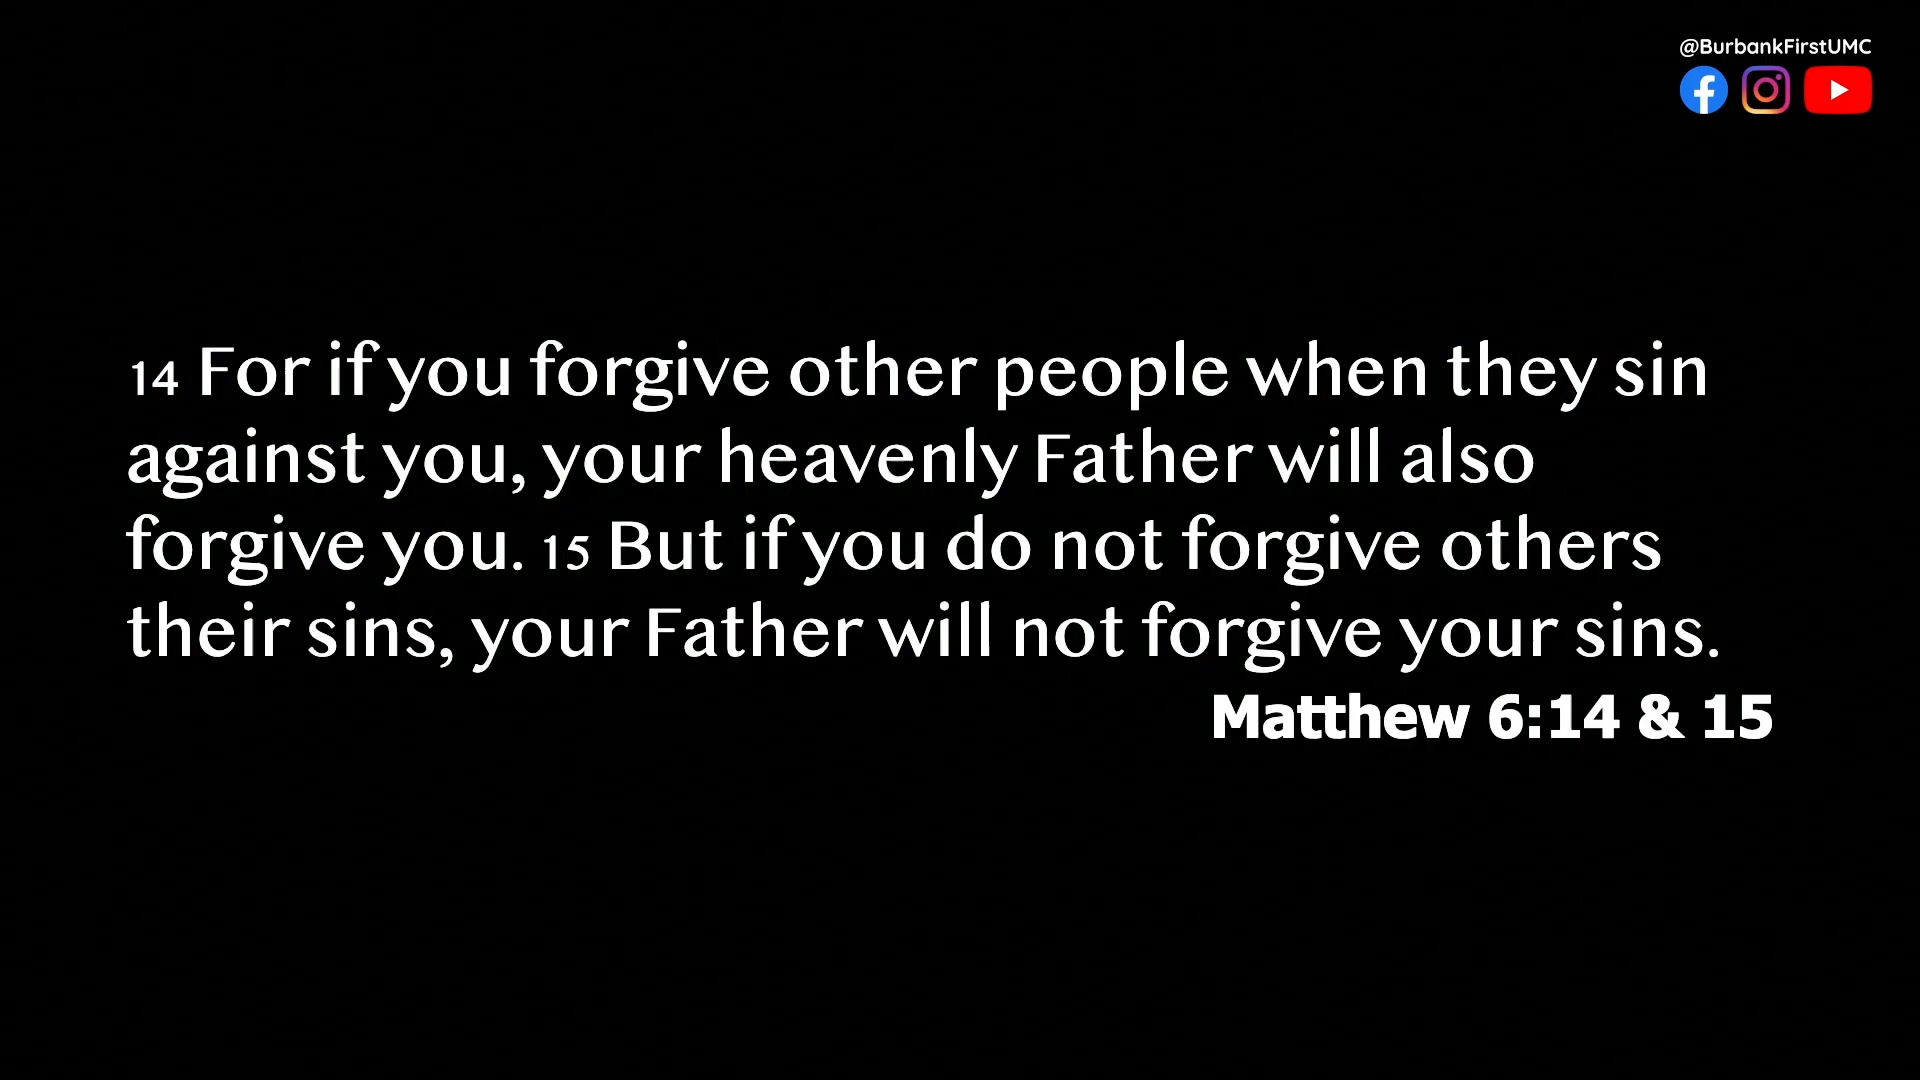 @BurbankFirstUMC
14 For if you forgive other people when they sin
against you, your heavenly Father will also
forgive you. 15 But if you do not forgive others
their sins, your Father will not forgive your sins.
Matthew 6:14 & 15